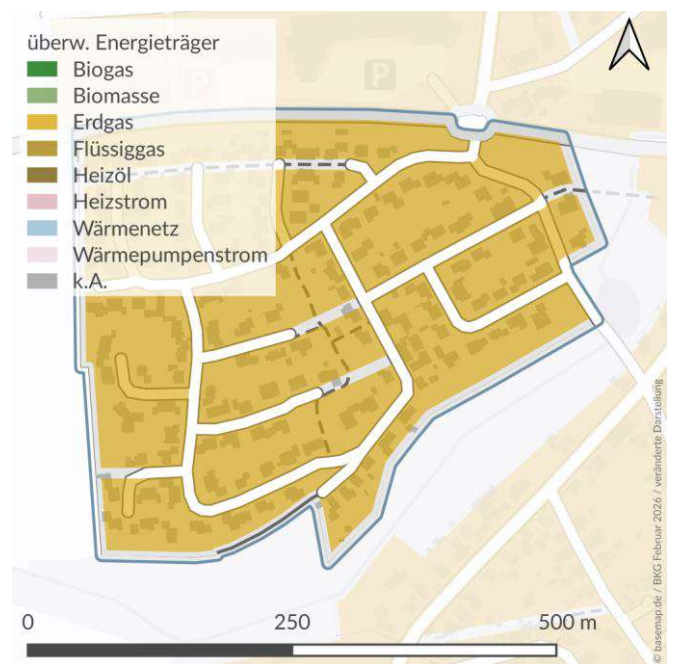 überw. Energieträger
Biogas
Biomasse
Erdgas
Flüssiggas
Heizöl
Heizstrom
Wärmenetz
Wärmepumpenstrom
k.A.
P
P
0 250 500 m
© basemap.de / BKG Februar 2026 / veränderte Darstellung